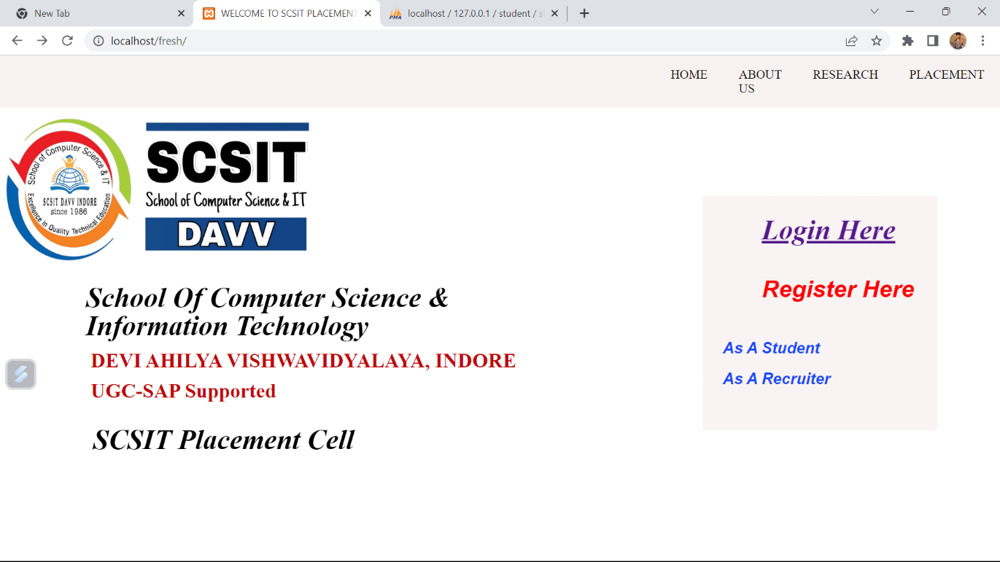 New Tab
WELCOME TO SCSIT PLACEMENT
localhost / 127.0.0.1 / student /
localhost/fresh/
HOME
ABOUT US
RESEARCH
PLACEMENT
School of Computer Science & IT
SCSIT DAVV INDORE
since 1986
Excellence in Quality Technical Education
SCSIT
School of Computer Science & IT
DAVV
School Of Computer Science &
Information Technology
DEVI AHILYA VISHWAVIDYALAYA, INDORE
UGC-SAP Supported
SCSIT Placement Cell
Login Here
Register Here
As A Student
As A Recruiter